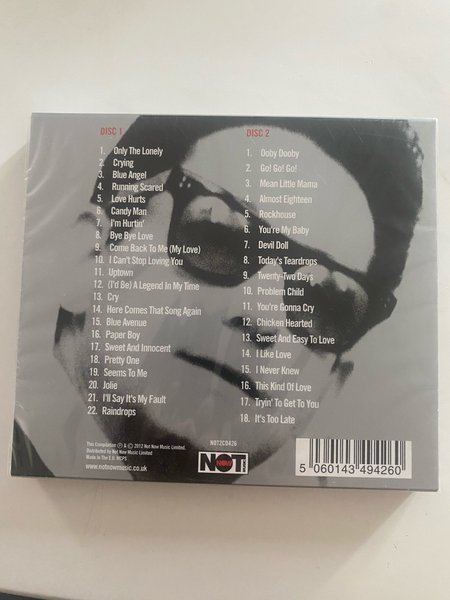 DISC 1
1. Only The Lonely
2. Crying
3. Blue Angel
4. Running Scared
5. Love Hurts
6. Candy Man
7. I'm Hurtin'
8. Bye Bye Love
9. Come Back To Me (My Love)
10. I Can't Stop Loving You
11. Uptown
12. (I'd Be) A Legend In My Time
13. Cry
14. Here Comes That Song Again
15. Blue Avenue
16. Paper Boy
17. Sweet And Innocent
18. Pretty One
19. Seems To Me
20. Jolie
21. I'll Say It's My Fault
22. Raindrops
DISC 2
1. Ooby Dooby
2. Go! Go! Go!
3. Mean Little Mama
4. Almost Eighteen
5. Rockhouse
6. You're My Baby
7. Devil Doll
8. Today's Teardrops
9. Twenty-Two Days
10. Problem Child
11. You're Gonna Cry
12. Chicken Hearted
13. Sweet And Easy To Love
14. I Like Love
15. I Never Knew
16. This Kind Of Love
17. Tryin' To Get To You
18. It's Too Late
This Compilation ℗ & © 2012 Not Now Music Limited.
Distributed by Not Now Music Limited
Made In The E.U. MCPS
www.notnowmusic.co.uk
NOT2CD426
NOT NOW MUSIC
5 060143 494260